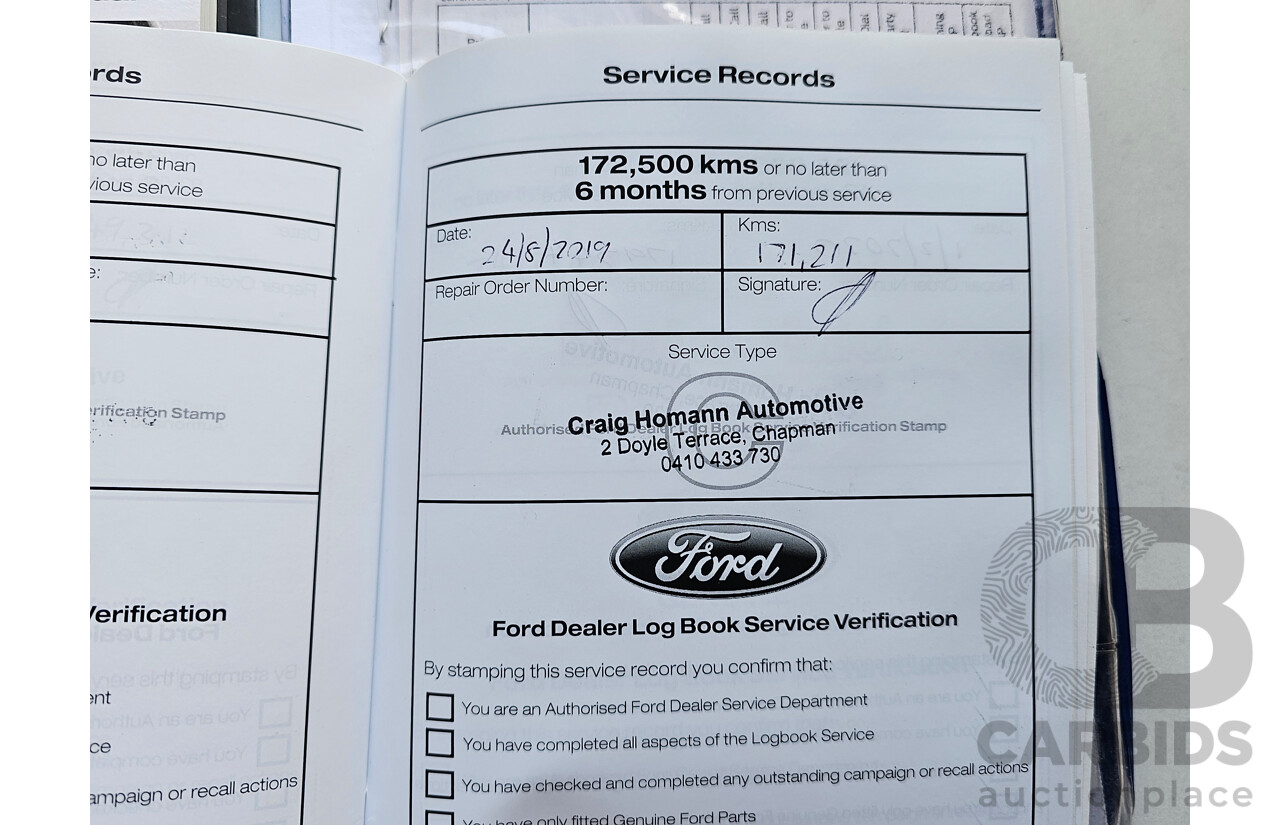 rds
no later than
vious service
e:
rification Stamp
Verification
ent
ce
ampaign or recall actions
Service Records
172,500 kms or no later than
6 months from previous service
Date:
24/8/2019
Kms:
171,211
Repair Order Number:
Signature:
Service Type
Craig Homann Automotive
Authorised Dealer Log Book Service Verification Stamp
2 Doyle Terrace, Chapman
0410 433 730
Ford
Ford Dealer Log Book Service Verification
By stamping this service record you confirm that:
You are an Authorised Ford Dealer Service Department
You have completed all aspects of the Logbook Service
You have checked and completed any outstanding campaign or recall actions
You have only fitted Genuine Ford Parts
CB
CARBIDS
auctionplace